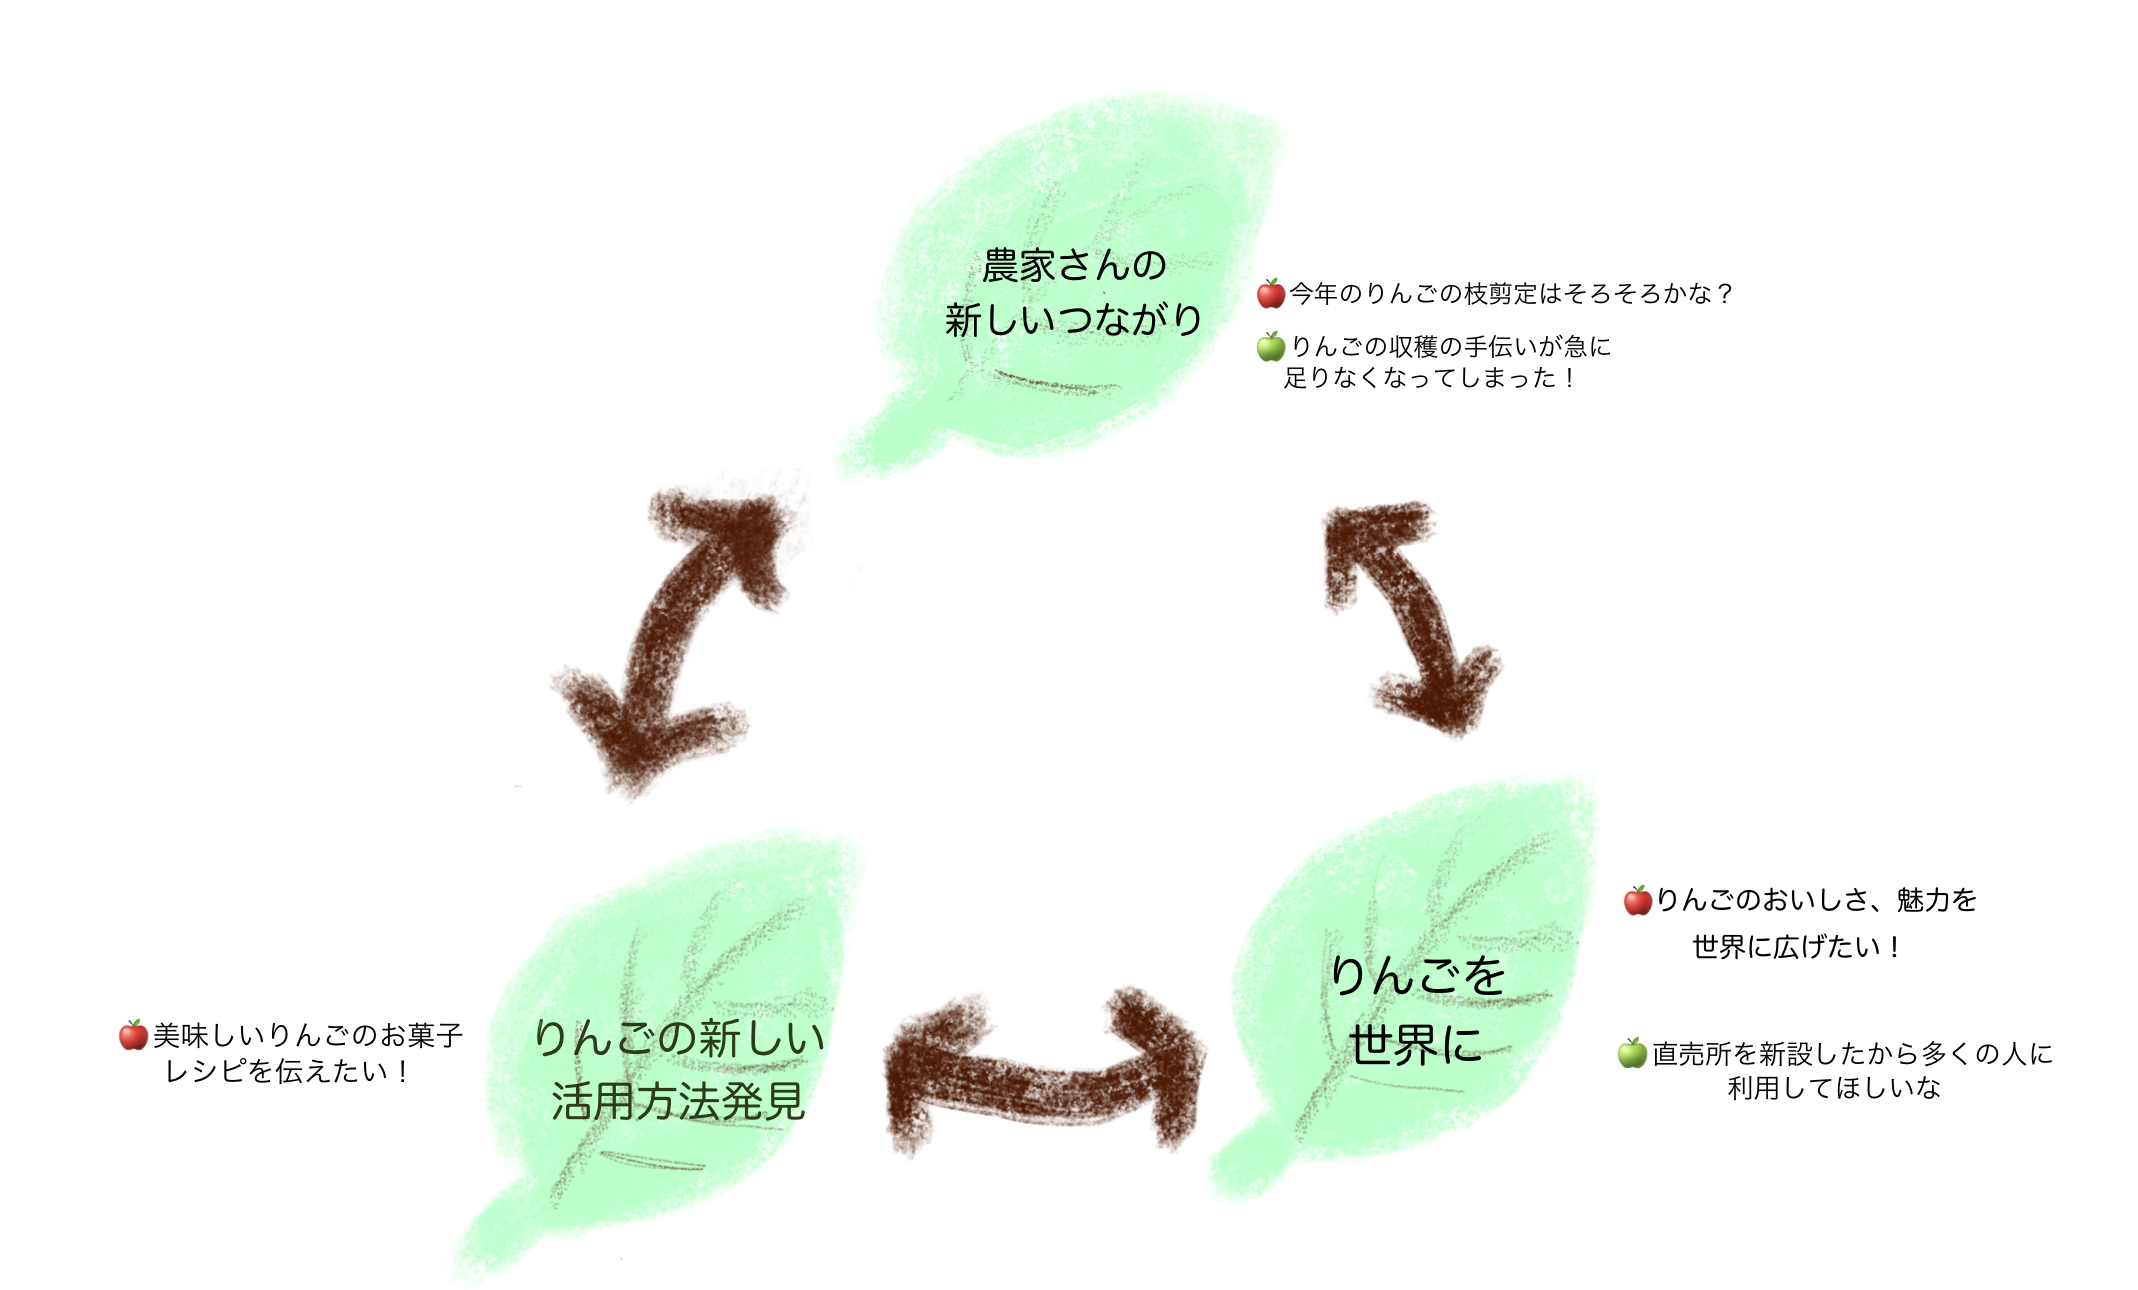 農家さんの
新しいつながり
🍎今年のりんごの枝剪定はそろそろかな？
🍏りんごの収穫の手伝いが急に
足りなくなってしまった！
りんごを
世界に
🍎りんごのおいしさ、魅力を
世界に広げたい！
🍏直売所を新設したから多くの人に
利用してほしいな
りんごの新しい
活用方法発見
🍎美味しいりんごのお菓子
レシピを伝えたい！